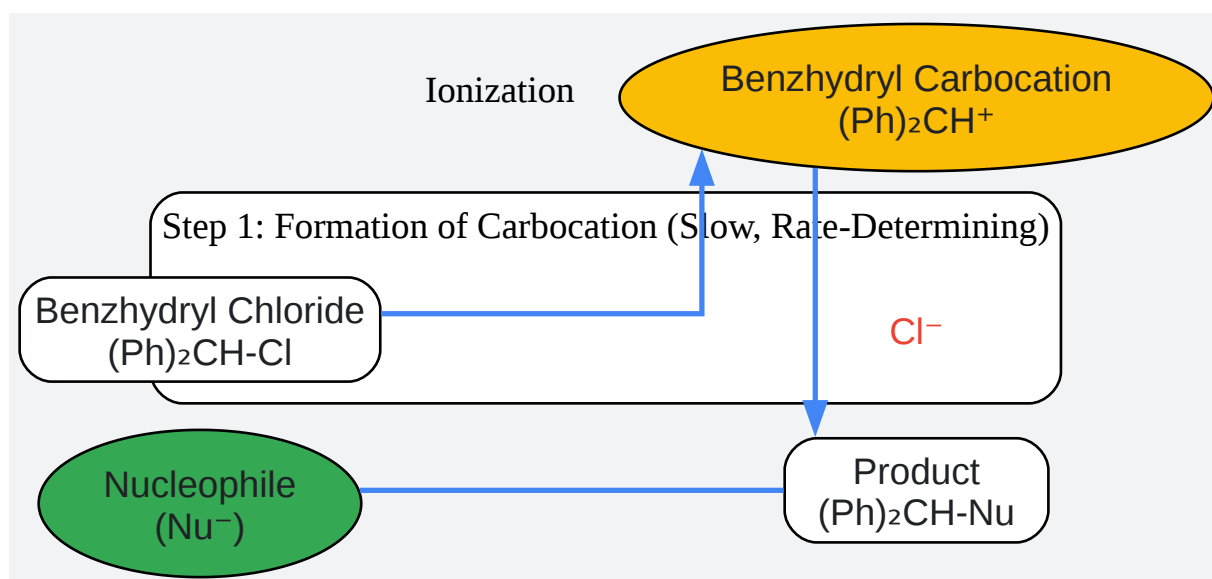 Ionization
Benzhydryl Carbocation
(Ph)₂CH⁺
Step 1: Formation of Carbocation (Slow, Rate-Determining)
Benzhydryl Chloride
(Ph)₂CH-Cl
Cl⁻
Nucleophile
(Nu⁻)
Product
(Ph)₂CH-Nu